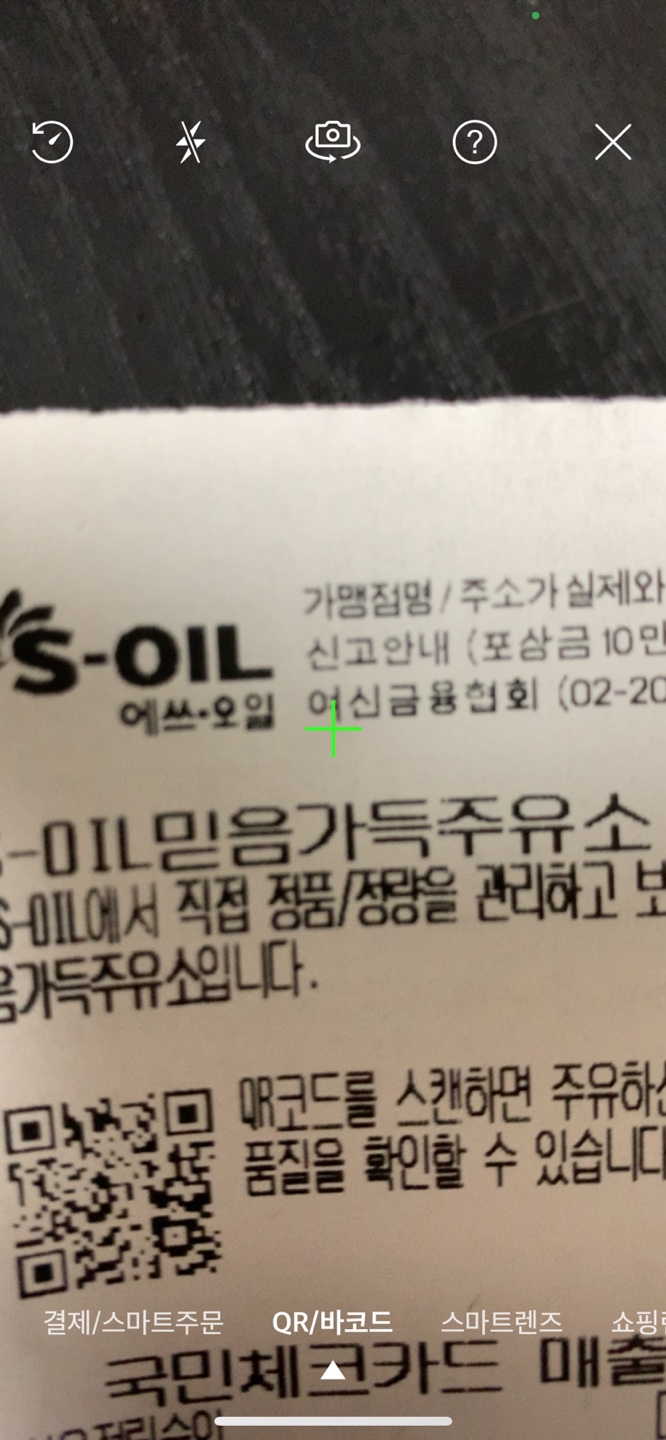 S-OIL
에쓰-오일
가맹점명 / 주소가 실제와
신고안내 (포상금 10만
여신금융협회 (02-20
S-OIL믿음가득주유소
S-OIL에서 직접 정품/정량을 관리하고 보
음가득주유소입니다.
QR코드를 스캔하면 주유하신
품질을 확인할 수 있습니다
결제/스마트주문 QR/바코드 스마트렌즈 쇼핑렌
국민체크카드 매출